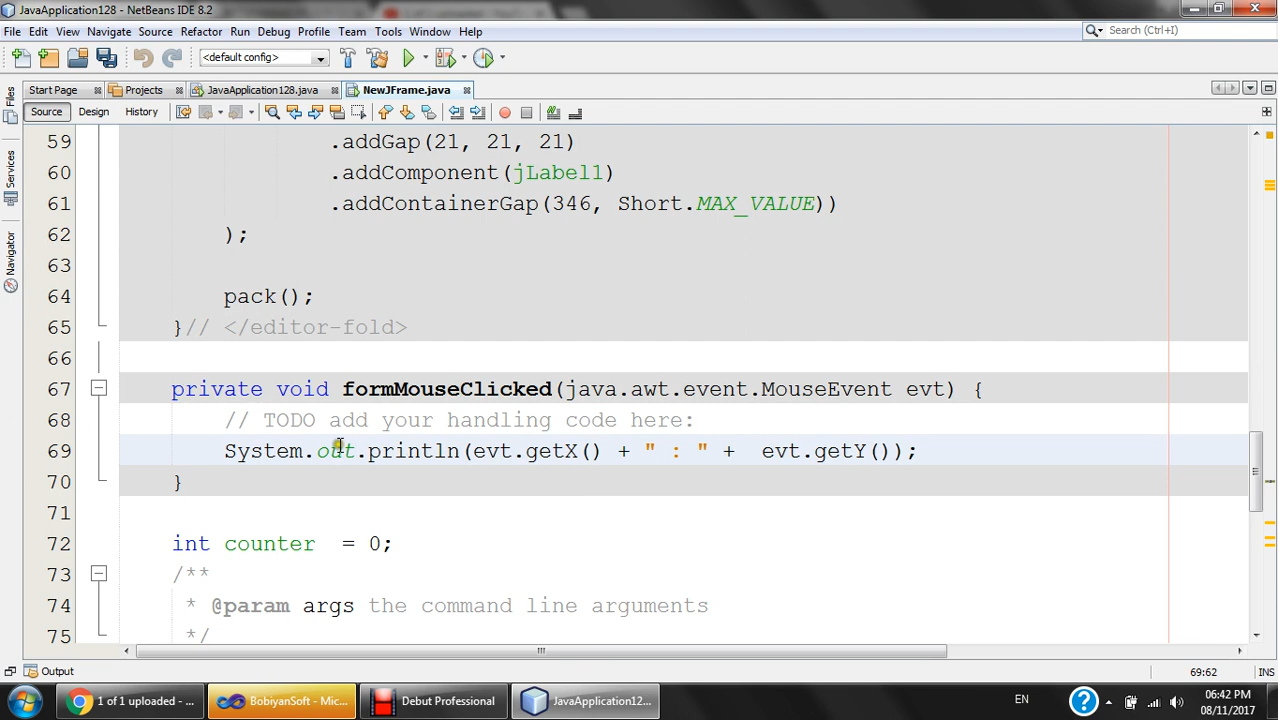 JavaApplication128 - NetBeans IDE 8.2
File Edit View Navigate Source Refactor Run Debug Profile Team Tools Window Help
Search (Ctrl+I)
<default config>
Start Page
Projects
JavaApplication128.java
NewJFrame.java
Source
Design
History
Files
Services
Navigator
59 .addGap(21, 21, 21)
60 .addComponent(jLabel1)
61 .addContainerGap(346, Short.MAX_VALUE))
62 );
63
64 pack();
65 }// </editor-fold>
66
67 private void formMouseClicked(java.awt.event.MouseEvent evt) {
68 // TODO add your handling code here:
69 System.out.println(evt.getX() + " : " +  evt.getY());
70 }
71
72 int counter  = 0;
73 /**
74 * @param args the command line arguments
75 */
Output
69:62
INS
1 of 1 uploaded - ...
BobiyanSoft - Mic...
Debut Professional
JavaApplication12...
EN
06:42 PM
08/11/2017